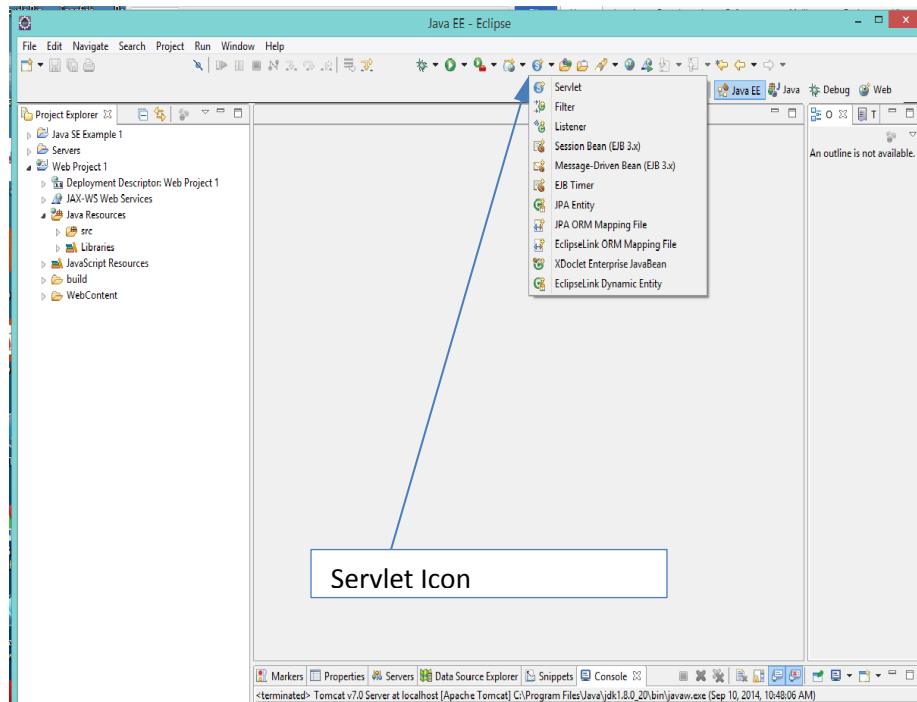 Java EE - Eclipse
File Edit Navigate Search Project Run Window Help
Java EE Java Debug Web
Project Explorer
Java SE Example 1
Servers
Web Project 1
Deployment Descriptor: Web Project 1
JAX-WS Web Services
Java Resources
src
Libraries
JavaScript Resources
build
WebContent
Servlet
Filter
Listener
Session Bean (EJB 3.x)
Message-Driven Bean (EJB 3.x)
EJB Timer
JPA Entity
JPA ORM Mapping File
EclipseLink ORM Mapping File
XDoclet Enterprise JavaBean
EclipseLink Dynamic Entity
O T
An outline is not available.
Servlet Icon
Markers Properties Servers Data Source Explorer Snippets Console
<terminated> Tomcat v7.0 Server at localhost [Apache Tomcat] C:\Program Files\Java\jdk1.8.0_20\bin\javaw.exe (Sep 10, 2014, 10:48:06 AM)